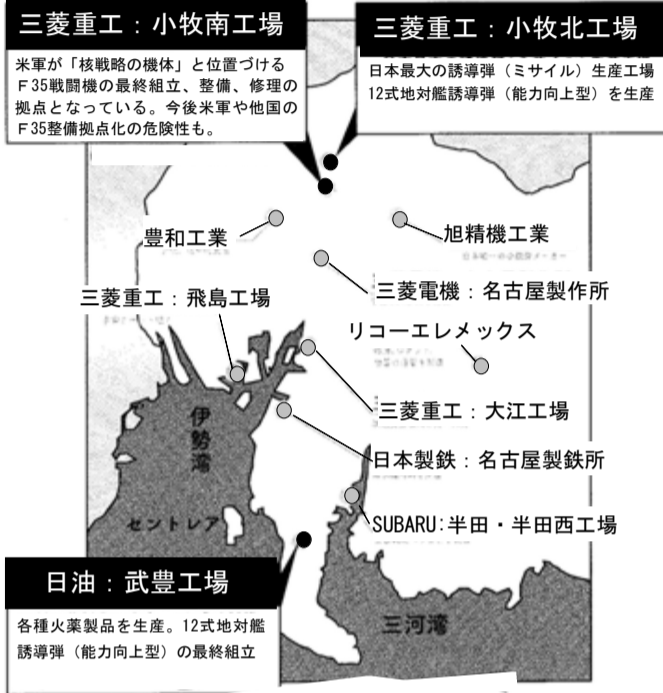 三菱重工：小牧南工場
米軍が「核戦略の機体」と位置づける
F35戦闘機の最終組立、整備、修理の
拠点となっている。今後米軍や他国の
F35整備拠点化の危険性も。
三菱重工：小牧北工場
日本最大の誘導弾（ミサイル）生産工場
12式地対艦誘導弾（能力向上型）を生産
豊和工業
旭精機工業
三菱電機：名古屋製作所
三菱重工：飛島工場
リコーエレメックス
三菱重工：大江工場
伊勢湾
日本製鉄：名古屋製鉄所
セントレア
SUBARU:半田・半田西工場
日油：武豊工場
各種火薬製品を生産。12式地対艦
誘導弾（能力向上型）の最終組立
三河湾